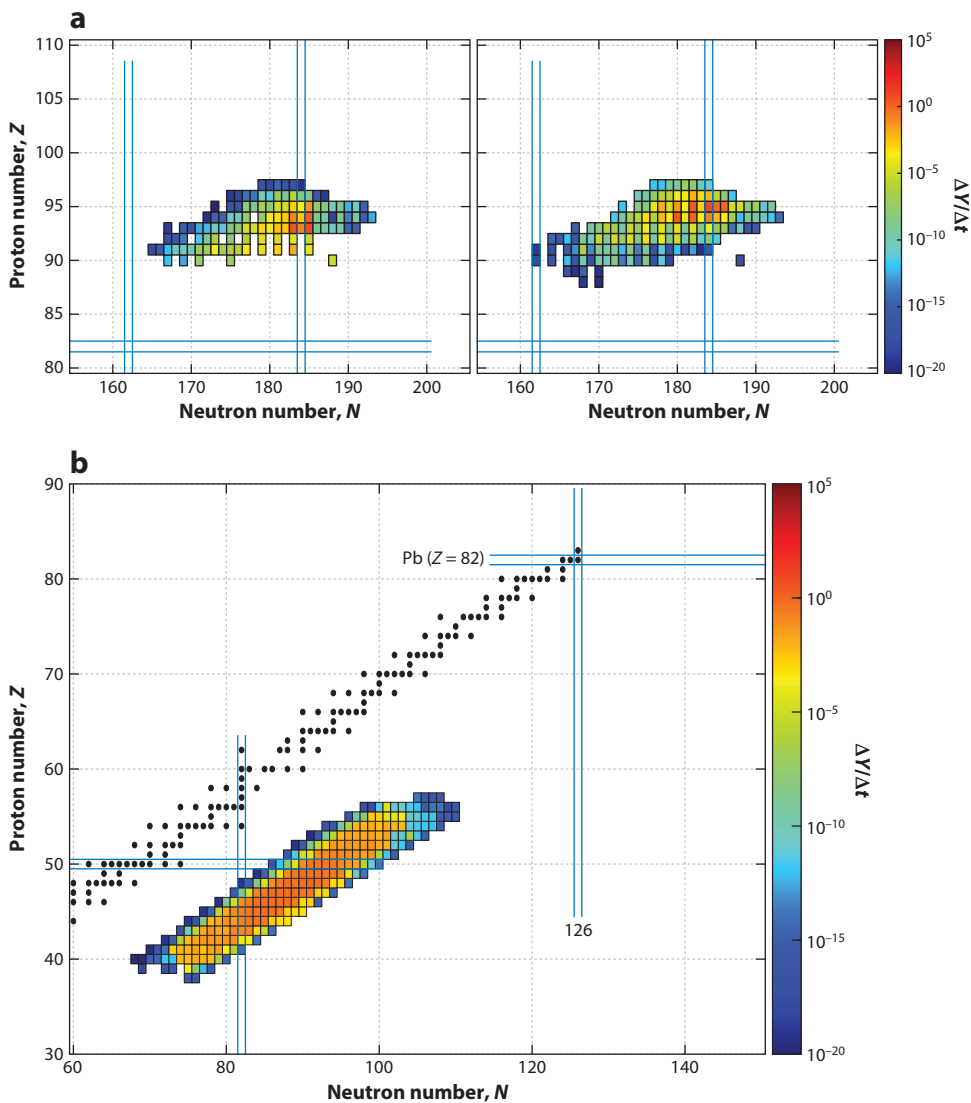 a
110
105
100
95
90
85
80
Proton number, Z
160 170 180 190 200
160 170 180 190 200
Neutron number, N
Neutron number, N
10^5
10^0
10^–5
10^–10
10^–15
10^–20
ΔY/Δt
b
90
80
70
60
50
40
30
Proton number, Z
Pb (Z = 82)
126
60 80 100 120 140
Neutron number, N
10^5
10^0
10^–5
10^–10
10^–15
10^–20
ΔY/Δt